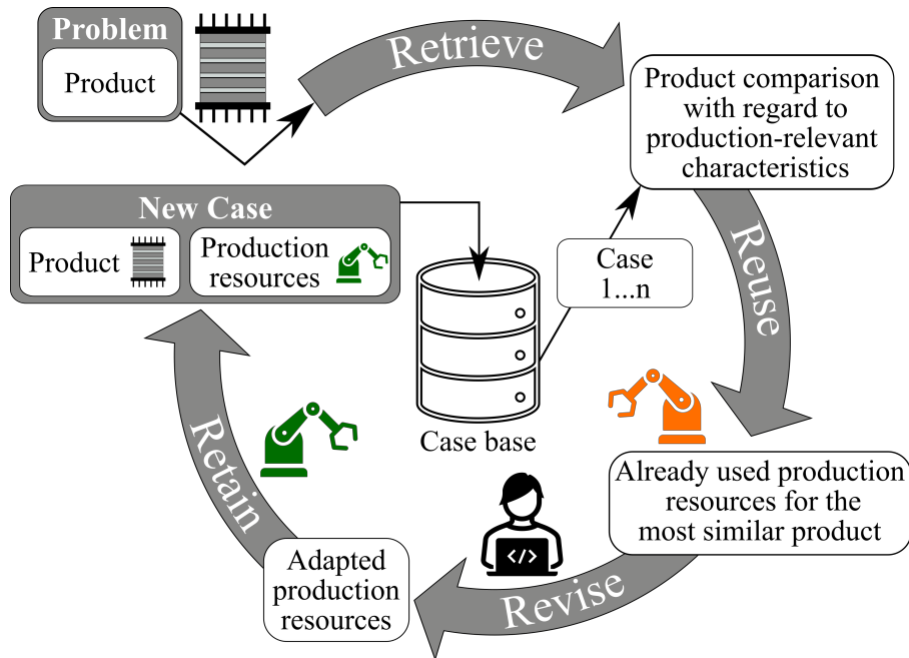 Problem
Product
Retrieve
Product comparison
with regard to
production-relevant
characteristics
New Case
Product
Production
resources
Case
1...n
Reuse
Case base
Already used production
resources for the
most similar product
</>
Revise
Adapted
production
resources
Retain